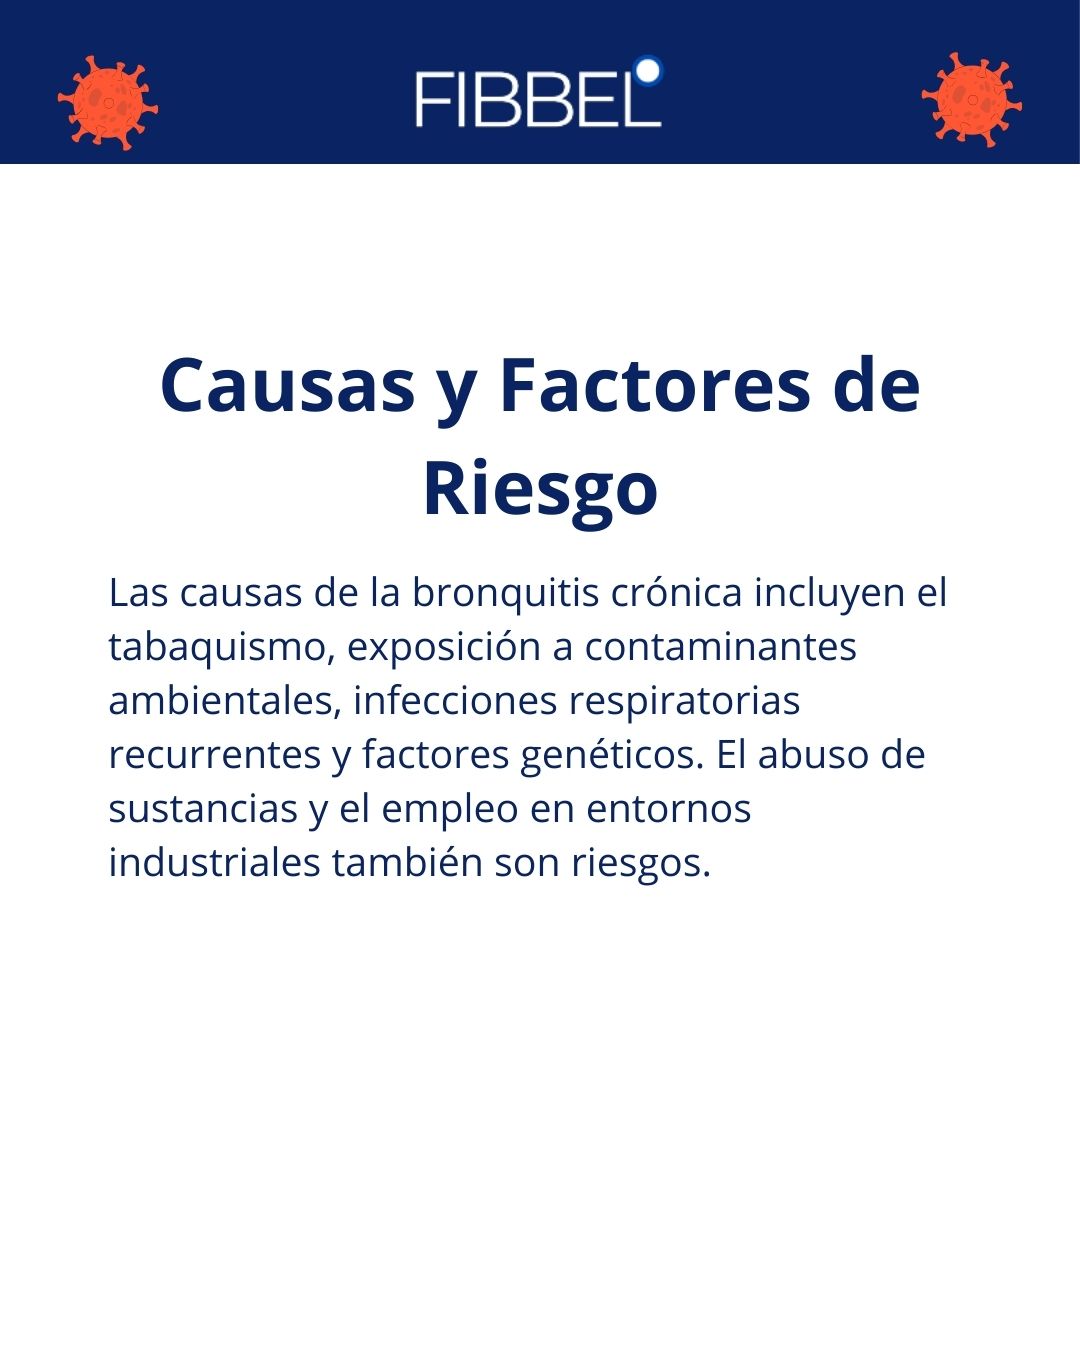 FIBBEL
Causas y Factores de
Riesgo
Las causas de la bronquitis crónica incluyen el
tabaquismo, exposición a contaminantes
ambientales, infecciones respiratorias
recurrentes y factores genéticos. El abuso de
sustancias y el empleo en entornos
industriales también son riesgos.